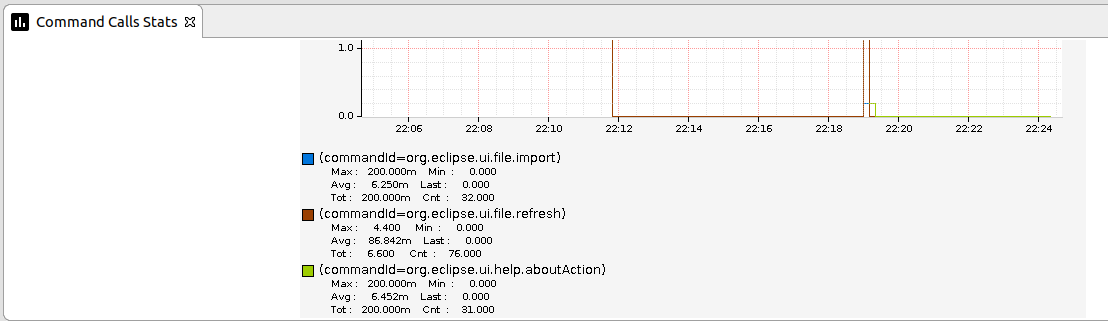 Command Calls Stats
1.0
0.0
22:06 22:08 22:10 22:12 22:14 22:16 22:18 22:20 22:22 22:24
(commandId=org.eclipse.ui.file.import)
Max: 200.000m Min: 0.000
Avg: 6.250m Last: 0.000
Tot: 200.000m Cnt: 32.000
(commandId=org.eclipse.ui.file.refresh)
Max: 4.400 Min: 0.000
Avg: 86.842m Last: 0.000
Tot: 6.600 Cnt: 76.000
(commandId=org.eclipse.ui.help.aboutAction)
Max: 200.000m Min: 0.000
Avg: 6.452m Last: 0.000
Tot: 200.000m Cnt: 31.000